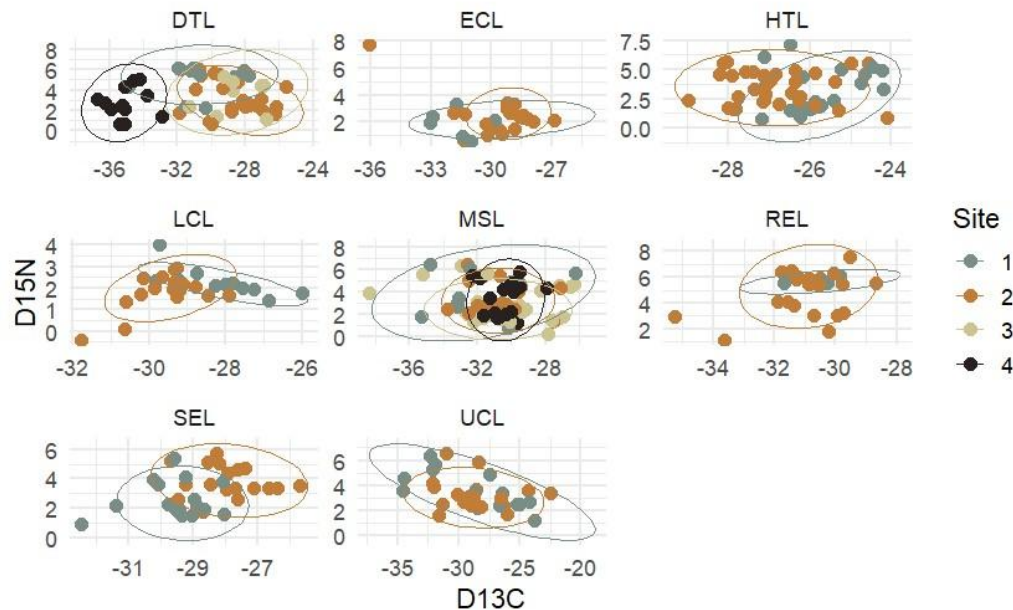 DTL ECL HTL
8 6 4 2 0
-36 -32 -28 -24
8 6 4 2
-36 -33 -30 -27
7.5 5.0 2.5 0.0
-28 -26 -24
LCL MSL REL
4 3 2 1 0
-32 -30 -28 -26
8 6 4 2 0
-38 -34 -30 -26
8 6 4 2
-34 -32 -30 -28
SEL UCL
6 4 2 0
-31 -29 -27
6 4 2 0
-35 -30 -25 -20
D15N
D13C
Site
1
2
3
4